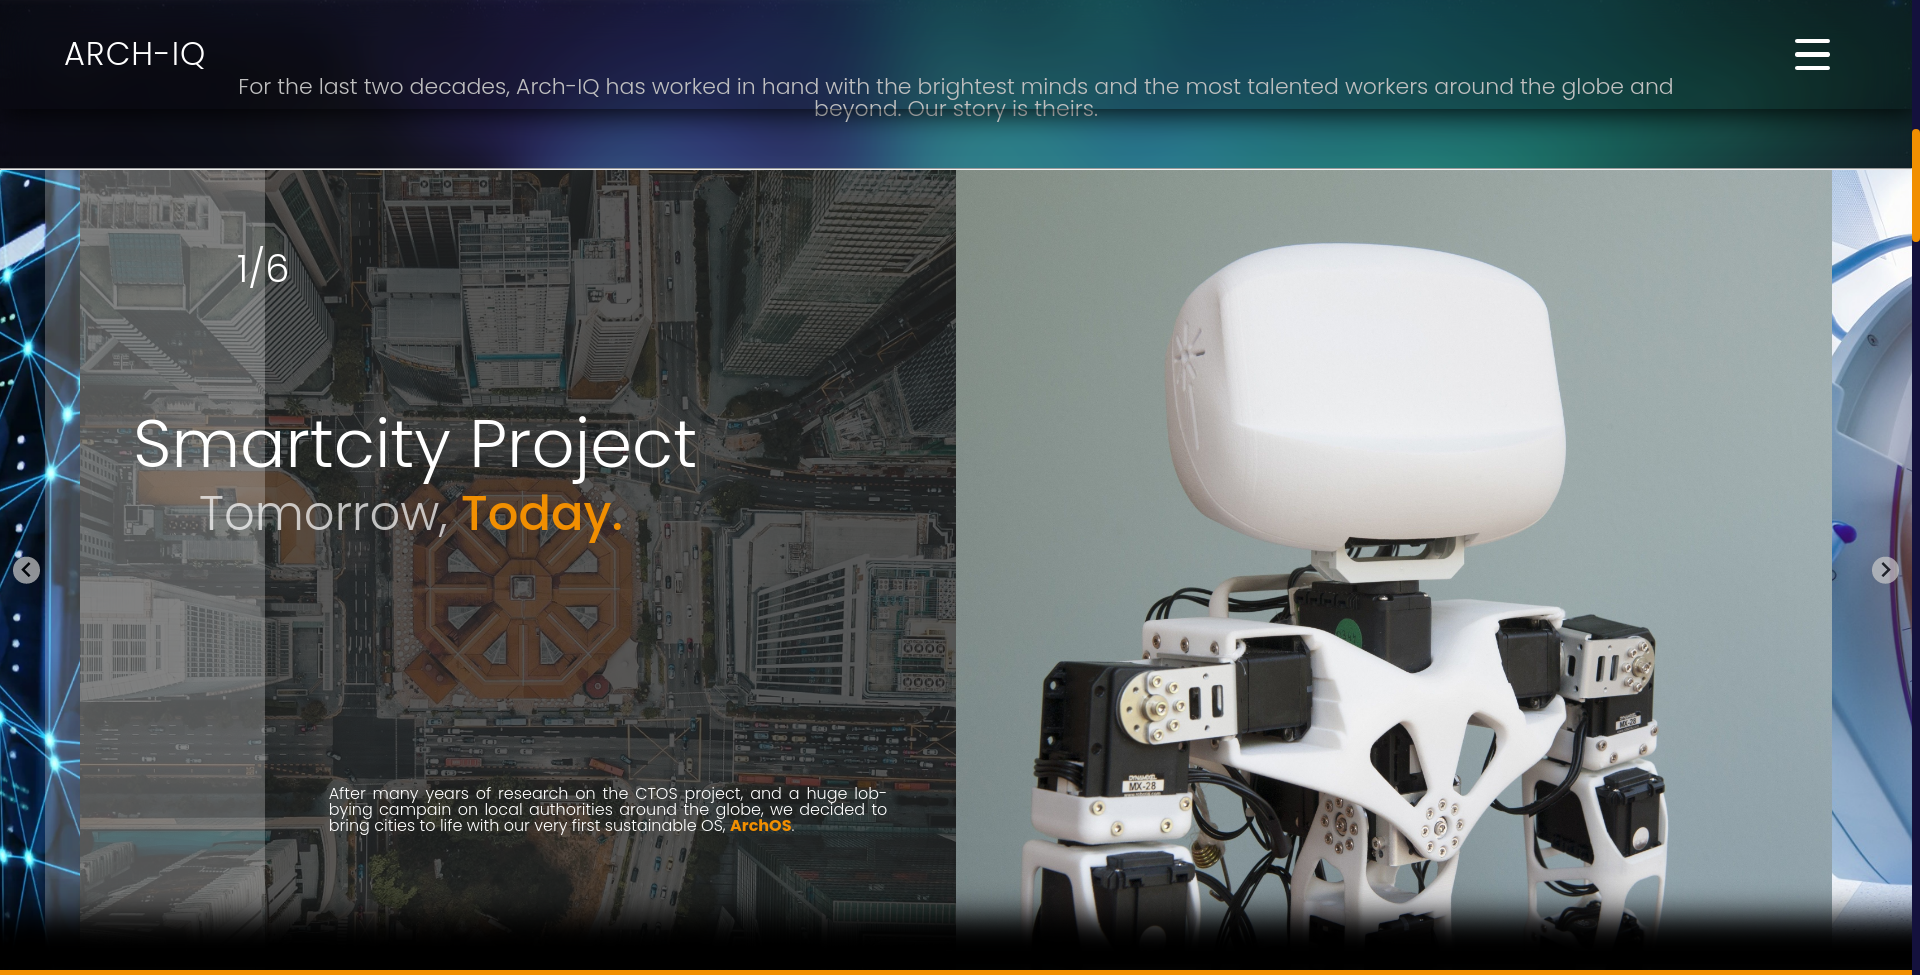 ARCH-IQ
For the last two decades, Arch-IQ has worked in hand with the brightest minds and the most talented workers around the globe and
beyond. Our story is theirs.
1/6
Smartcity Project
Tomorrow, Today.
After many years of research on the CTOS project, and a huge lob-
bying campain on local authorities around the globe, we decided to
bring cities to life with our very first sustainable OS, ArchOS.
DYNAMIXEL
MX-28
MX-28